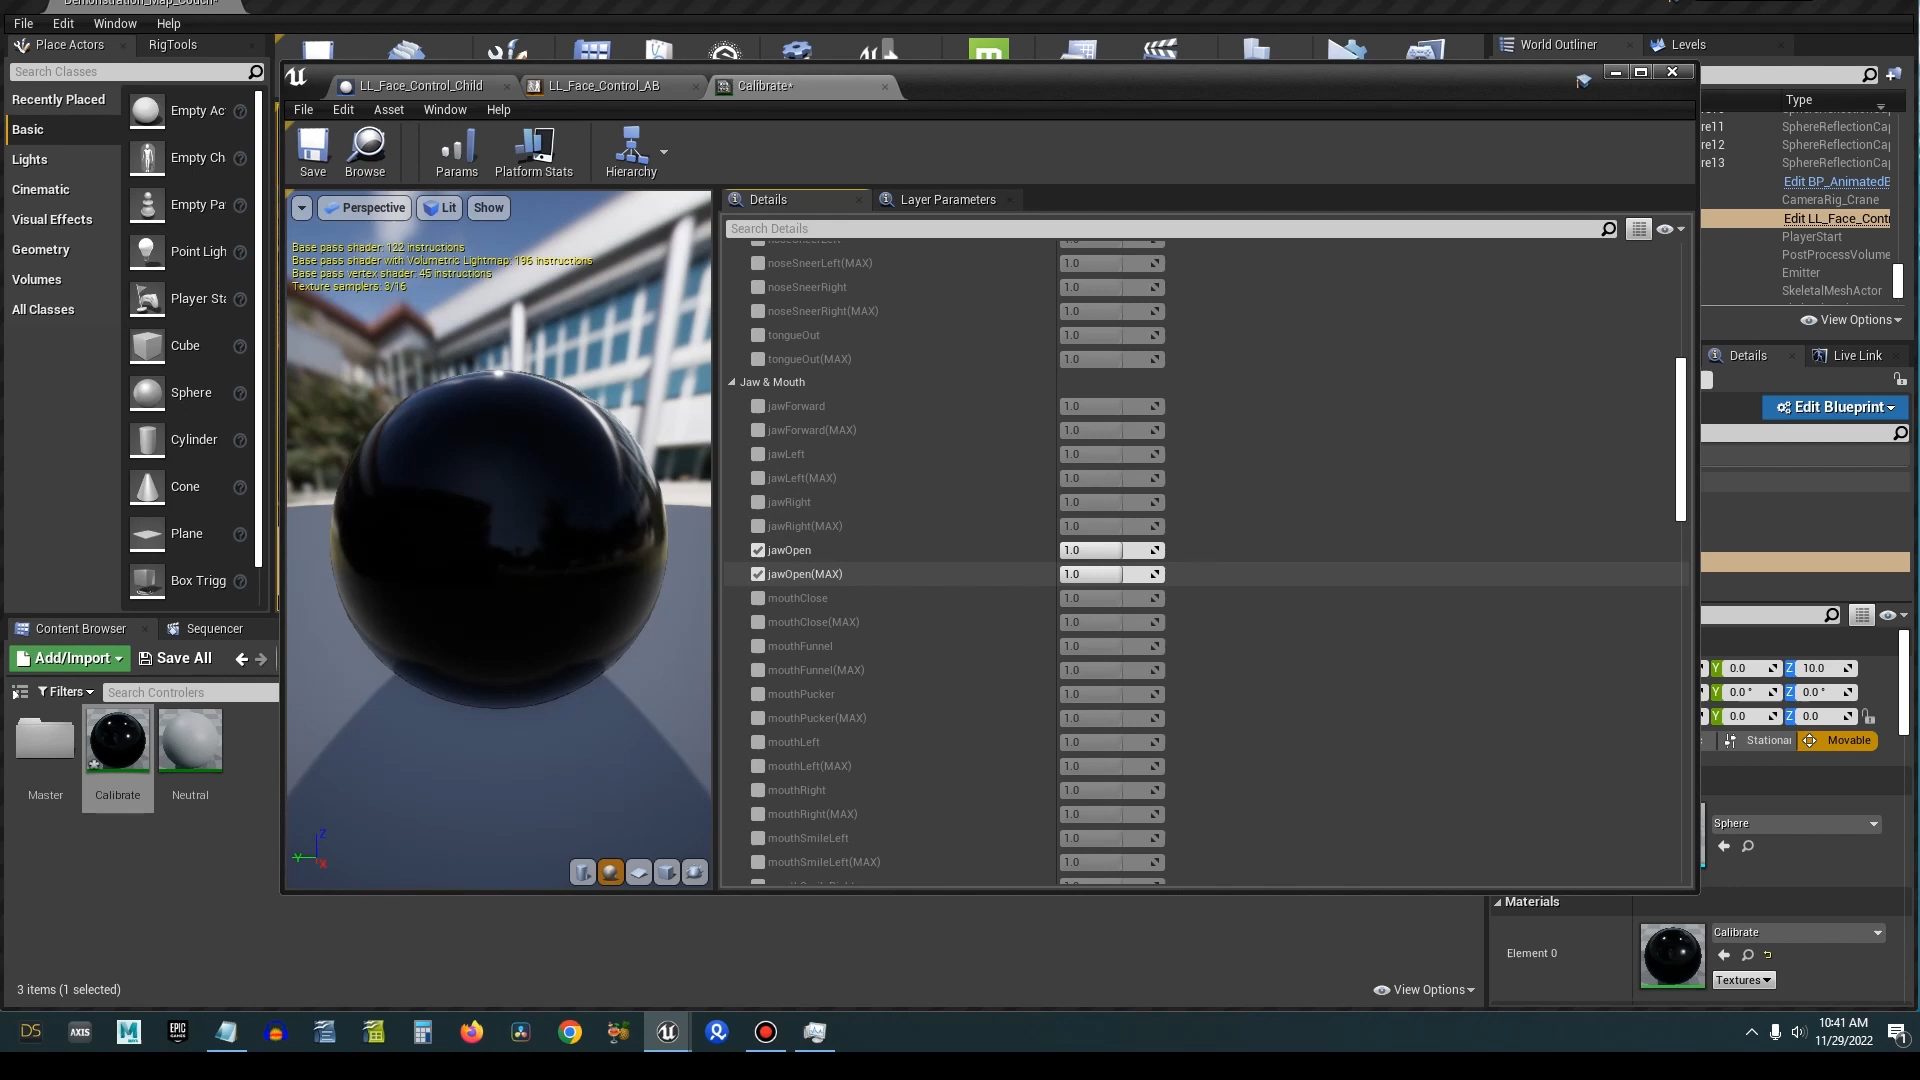 File Edit Window Help
Place Actors
RigTools
World Outliner
Levels
Search Classes
Recently Placed
Basic
Lights
Cinematic
Visual Effects
Geometry
Volumes
All Classes
Empty Ac
Empty Ch
Empty Pa
Point Ligh
Player Sta
Cube
Sphere
Cylinder
Cone
Plane
Box Trigg
LL_Face_Control_Child
LL_Face_Control_AB
Calibrate*
File Edit Asset Window Help
Save
Browse
Params
Platform Stats
Hierarchy
Perspective
Lit
Show
Base pass shader: 122 instructions
Base pass shader with Volumetric Lightmap: 196 instructions
Base pass vertex shader: 45 instructions
Texture samplers: 3/16
Z
Y
X
Details
Layer Parameters
Search Details
noseSneerLeft(MAX) 1.0
noseSneerRight 1.0
noseSneerRight(MAX) 1.0
tongueOut 1.0
tongueOut(MAX) 1.0
Jaw & Mouth
jawForward 1.0
jawForward(MAX) 1.0
jawLeft 1.0
jawLeft(MAX) 1.0
jawRight 1.0
jawRight(MAX) 1.0
jawOpen 1.0
jawOpen(MAX) 1.0
mouthClose 1.0
mouthClose(MAX) 1.0
mouthFunnel 1.0
mouthFunnel(MAX) 1.0
mouthPucker 1.0
mouthPucker(MAX) 1.0
mouthLeft 1.0
mouthLeft(MAX) 1.0
mouthRight 1.0
mouthRight(MAX) 1.0
mouthSmileLeft 1.0
mouthSmileLeft(MAX) 1.0
Type
re11 SphereReflectionCap
re12 SphereReflectionCap
re13 SphereReflectionCap
Edit BP_AnimatedB
CameraRig_Crane
Edit LL_Face_Contr
PlayerStart
PostProcessVolume
Emitter
SkeletalMeshActor
View Options
Details
Live Link
Edit Blueprint
Y 0.0 Z 10.0
0.0 ° Z 0.0 °
Y 0.0 Z 0.0
Stationar
Movable
Sphere
Materials
Element 0
Calibrate
Textures
Content Browser
Sequencer
Add/Import
Save All
Filters
Search Controlers
Master
Calibrate
Neutral
3 items (1 selected)
View Options
DS
AXIS
M
EPIC
GAMES
10:41 AM
11/29/2022
1